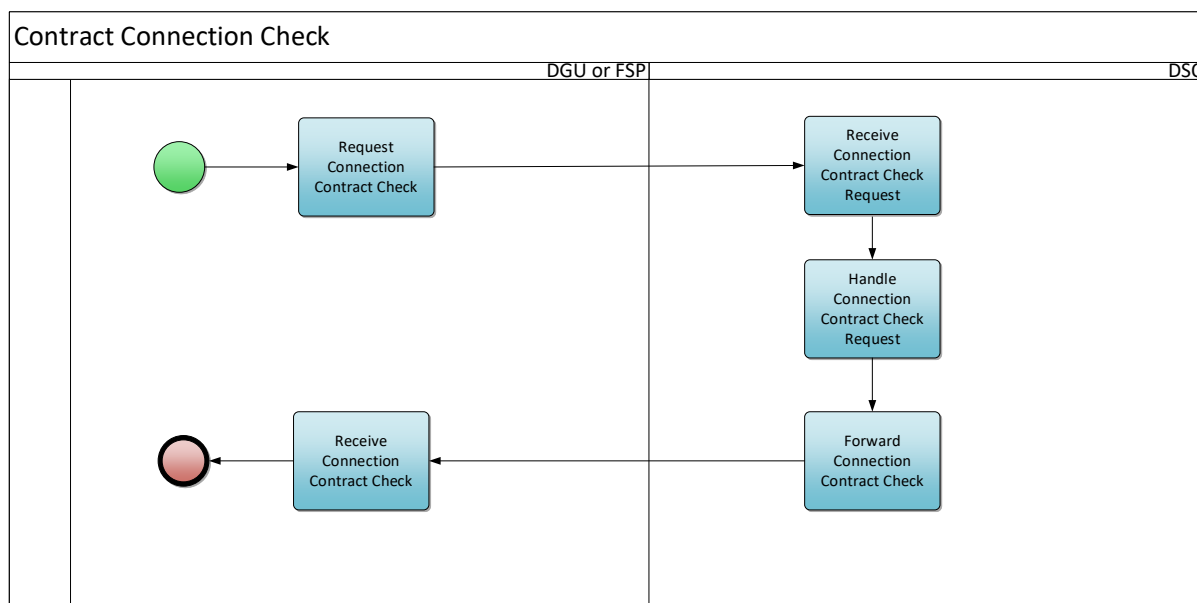 Contract Connection Check
DGU or FSP
Request
Connection
Contract Check
Receive
Connection
Contract Check
Request
Handle
Connection
Contract Check
Request
Receive
Connection
Contract Check
Forward
Connection
Contract Check